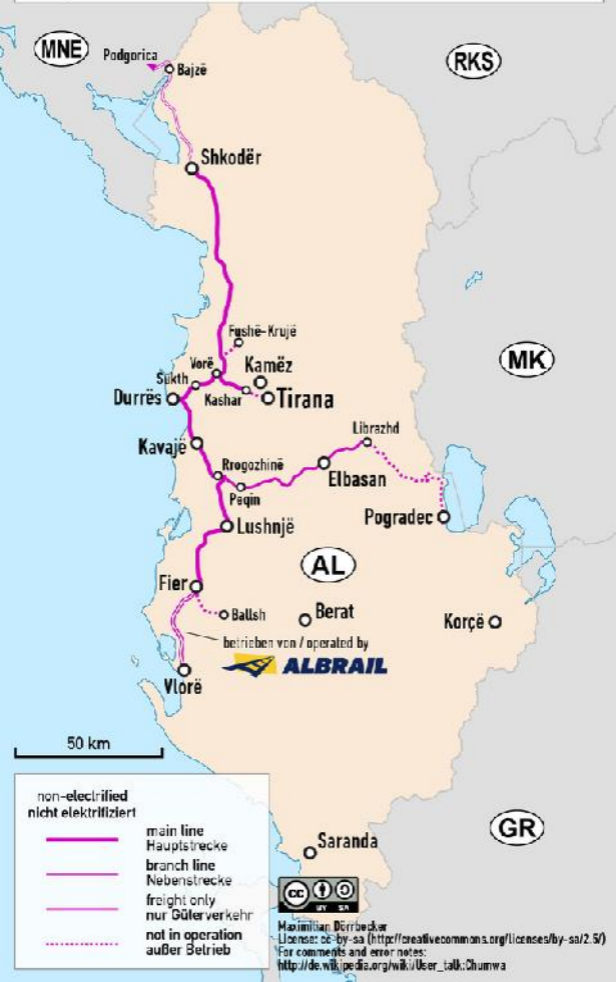 MNE
Podgorica
Bajzë
RKS
Shkodër
Fushë-Krujë
Vorë
Kamëz
MK
Sukth
Durrës
Kashar
Tirana
Librazhd
Kavajë
Rrogozhinë
Elbasan
Peqin
Pogradec
Lushnjë
AL
Fier
Ballsh
Berat
Korçë
betrieben von / operated by
ALBRAIL
Vlorë
50 km
non-electrified
nicht elektrifiziert
main line
Hauptstrecke
branch line
Nebenstrecke
freight only
nur Güterverkehr
not in operation
außer Betrieb
GR
Saranda
cc
BY SA
Maximilian Dörrbecker
License: cc-by-sa (http://creativecommons.org/licenses/by-sa/2.5/)
For comments and error notes:
http://de.wikipedia.org/wiki/User_talk:Chumwa